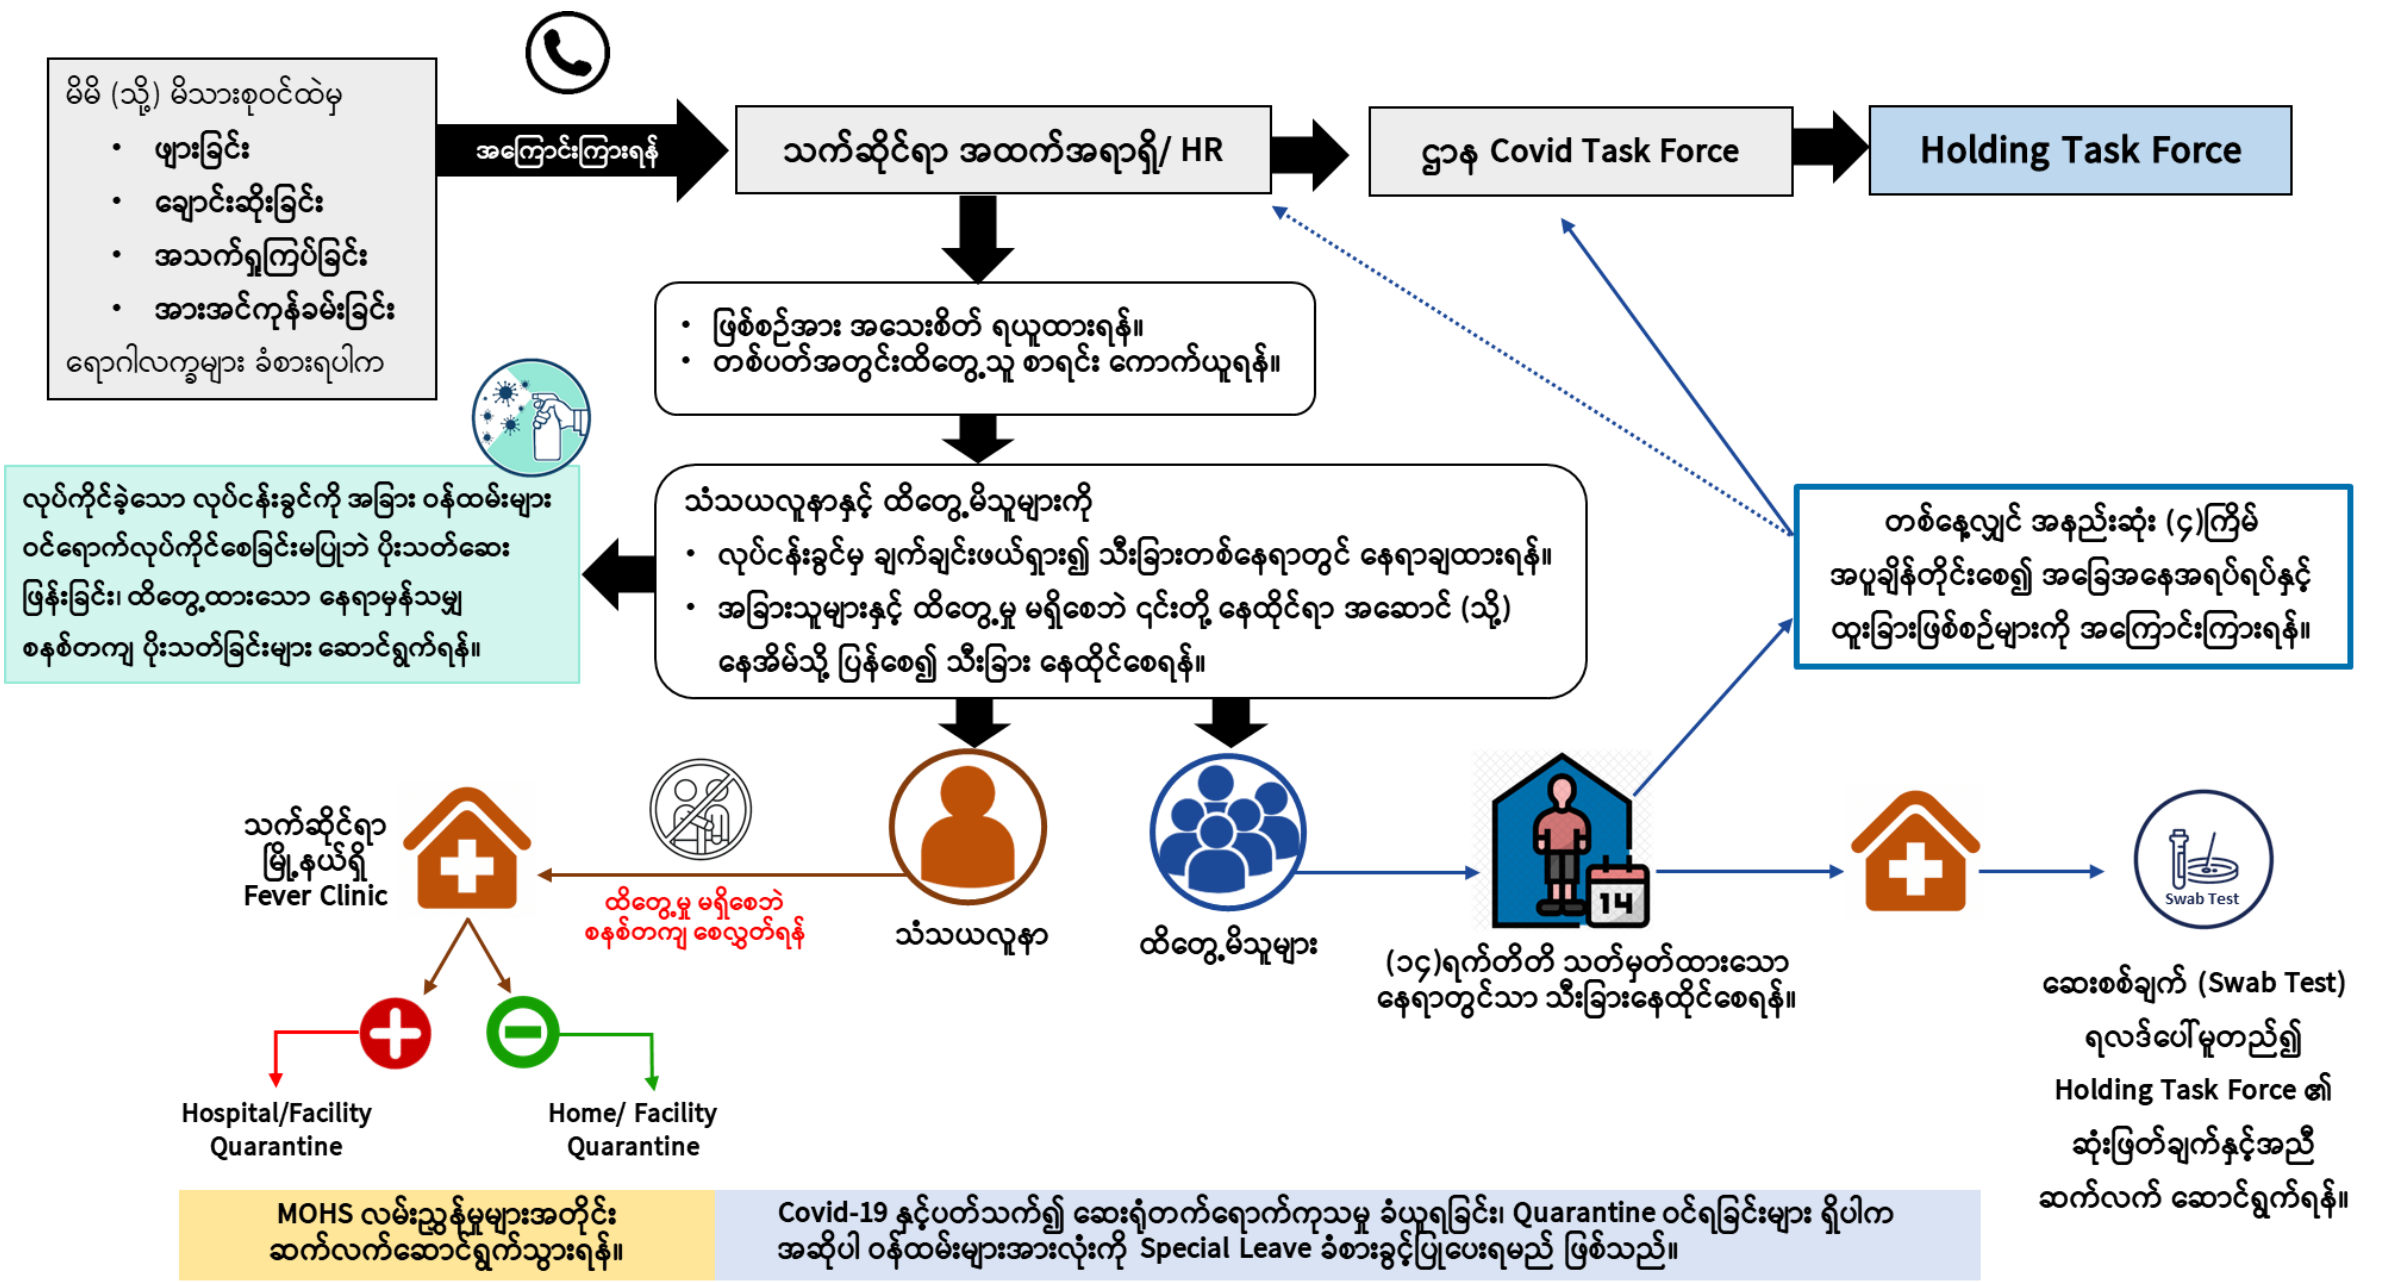 မိမိ (သို့) မိသားစုဝင်ထဲမှ
• ဖျားခြင်း
• ချောင်းဆိုးခြင်း
• အသက်ရှူကြပ်ခြင်း
• အားအင်ကုန်ခမ်းခြင်း
ရောဂါလက္ခဏာများ ခံစားရပါက
အကြောင်းကြားရန်
သက်ဆိုင်ရာ အထက်အရာရှိ/ HR
ဌာန Covid Task Force
Holding Task Force
• ဖြစ်စဉ်အား အသေးစိတ် ရယူထားရန်။
• တစ်ပတ်အတွင်းထိတွေ့သူ စာရင်း ကောက်ယူရန်။
လုပ်ကိုင်ခဲ့သော လုပ်ငန်းခွင်ကို အခြား ဝန်ထမ်းများ
ဝင်ရောက်လုပ်ကိုင်စေခြင်းမပြုဘဲ ပိုးသတ်ဆေး
ဖြန်းခြင်း၊ ထိတွေ့ထားသော နေရာမှန်သမျှ
စနစ်တကျ ပိုးသတ်ခြင်းများ ဆောင်ရွက်ရန်။
သံသယလူနာနှင့် ထိတွေ့မိသူများကို
• လုပ်ငန်းခွင်မှ ချက်ချင်းဖယ်ရှား၍ သီးခြားတစ်နေရာတွင် နေရာချထားရန်။
• အခြားသူများနှင့် ထိတွေ့မှု မရှိစေဘဲ ၎င်းတို့ နေထိုင်ရာ အဆောင် (သို့)
နေအိမ်သို့ ပြန်စေ၍ သီးခြား နေထိုင်စေရန်။
တစ်နေ့လျှင် အနည်းဆုံး (၄)ကြိမ်
အပူချိန်တိုင်းစေ၍ အခြေအနေအရပ်ရပ်နှင့်
ထူးခြားဖြစ်စဉ်များကို အကြောင်းကြားရန်။
သက်ဆိုင်ရာ
မြို့နယ်ရှိ
Fever Clinic
ထိတွေ့မှု မရှိစေဘဲ
စနစ်တကျ စေလွှတ်ရန်
သံသယလူနာ
ထိတွေ့မိသူများ
14
(၁၄)ရက်တိတိ သတ်မှတ်ထားသော
နေရာတွင်သာ သီးခြားနေထိုင်စေရန်။
Swab Test
ဆေးစစ်ချက် (Swab Test)
ရလဒ်ပေါ်မူတည်၍
Holding Task Force ၏
ဆုံးဖြတ်ချက်နှင့်အညီ
ဆက်လက် ဆောင်ရွက်ရန်။
Hospital/Facility
Quarantine
Home/ Facility
Quarantine
MOHS လမ်းညွှန်မှုများအတိုင်း
ဆက်လက်ဆောင်ရွက်သွားရန်။
Covid-19 နှင့်ပတ်သက်၍ ဆေးရုံတက်ရောက်ကုသမှု ခံယူရခြင်း၊ Quarantine ဝင်ရခြင်းများ ရှိပါက
အဆိုပါ ဝန်ထမ်းများအားလုံးကို Special Leave ခံစားခွင့်ပြုပေးရမည် ဖြစ်သည်။